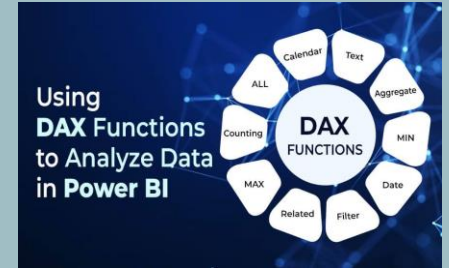 Using
DAX Functions
to Analyze Data
in Power BI
DAX
FUNCTIONS
Calendar
Text
Aggregate
MIN
Date
Filter
Related
MAX
Counting
ALL